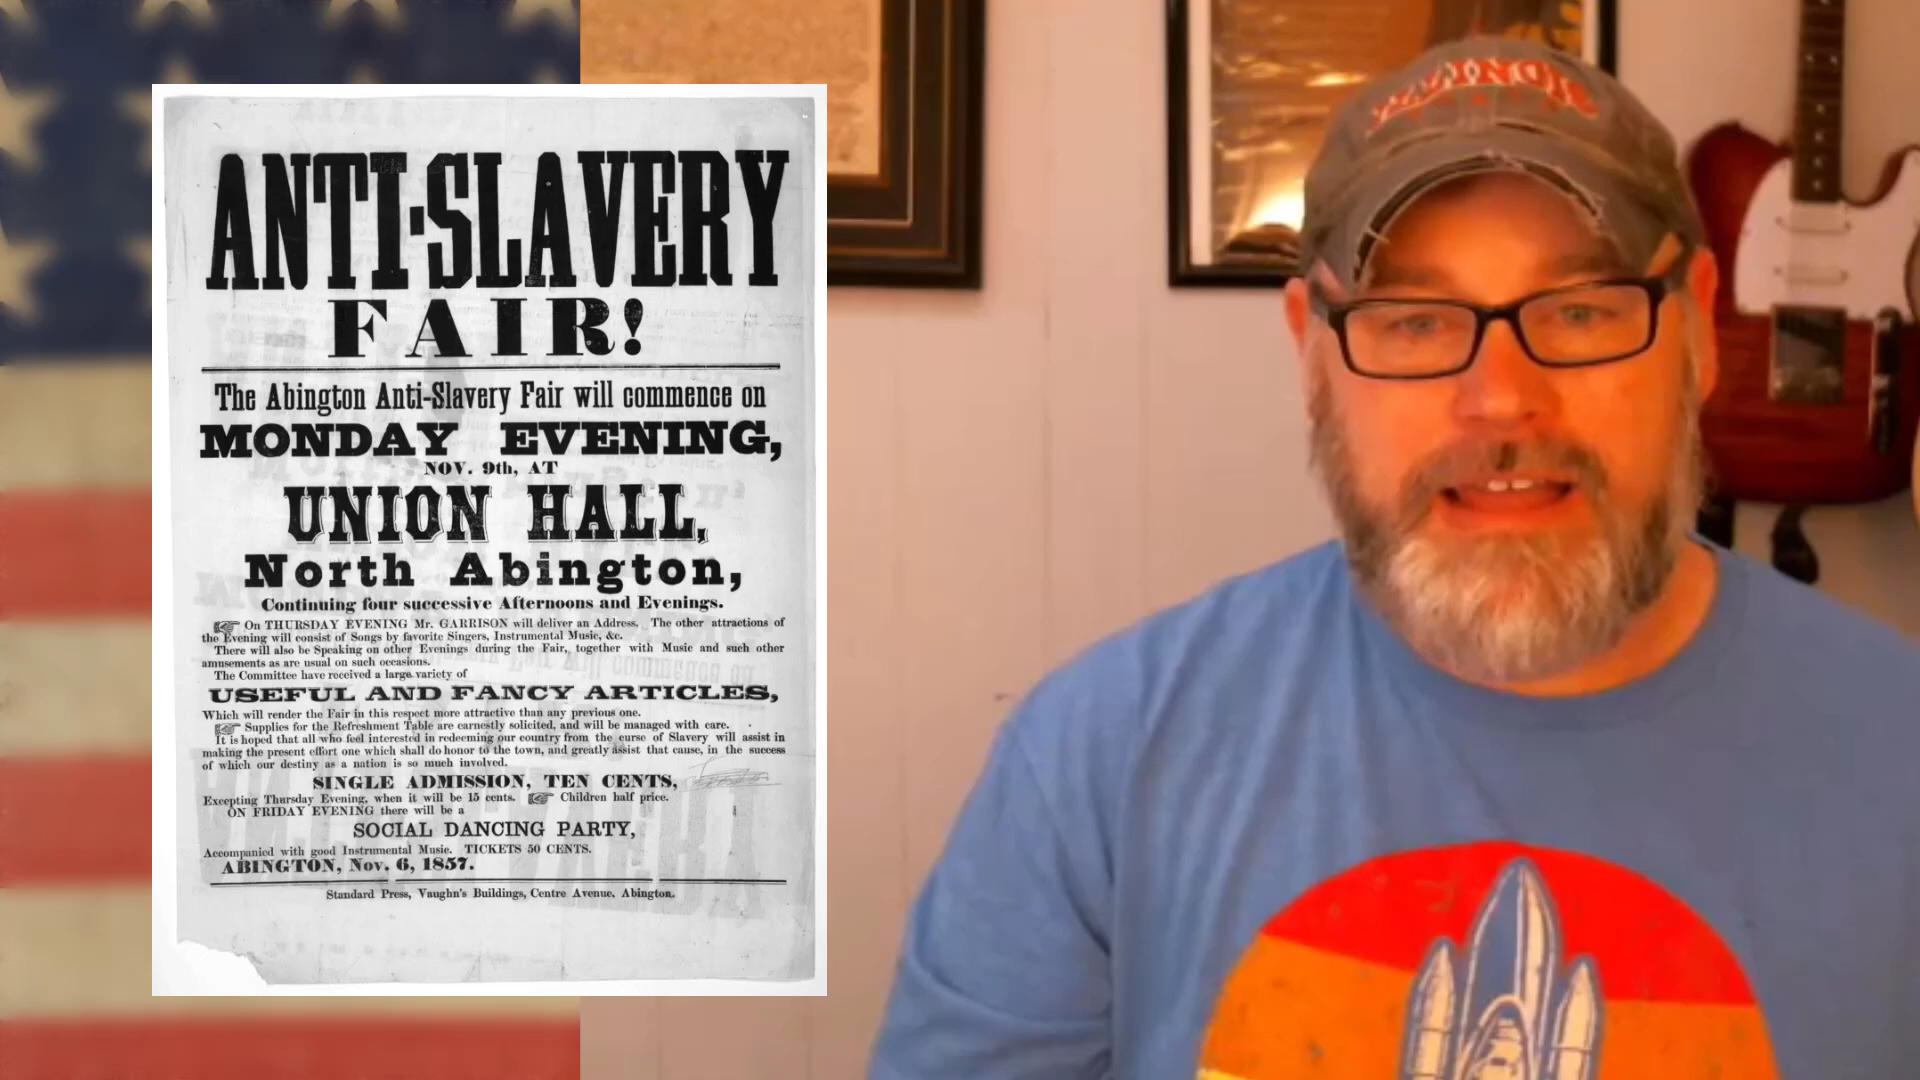 ANTI-SLAVERY
FAIR!
The Abington Anti-Slavery Fair will commence on
MONDAY EVENING,
NOV. 9th, AT
UNION HALL,
North Abington,
Continuing four successive Afternoons and Evenings.
On THURSDAY EVENING Mr. GARRISON will deliver an Address. The other attractions of
the Evening will consist of Songs by favorite Singers, Instrumental Music, &c.
There will also be Speaking on other Evenings during the Fair, together with Music and such other
amusements as are usual on such occasions.
The Committee have received a large variety of
USEFUL AND FANCY ARTICLES,
Which will render the Fair in this respect more attractive than any previous one.
Supplies for the Refreshment Table are earnestly solicited, and will be managed with care.
It is hoped that all who feel interested in redeeming our country from the curse of Slavery will assist in
making the present effort one which shall do honor to the town, and greatly assist that cause, in the success
of which our destiny as a nation is so much involved.
SINGLE ADMISSION, TEN CENTS,
Excepting Thursday Evening, when it will be 15 cents. Children half price.
ON FRIDAY EVENING there will be a
SOCIAL DANCING PARTY,
Accompanied with good Instrumental Music. TICKETS 50 CENTS.
ABINGTON, Nov. 6, 1857.
Standard Press, Vaughn's Buildings, Centre Avenue, Abington.
ILLINOIS